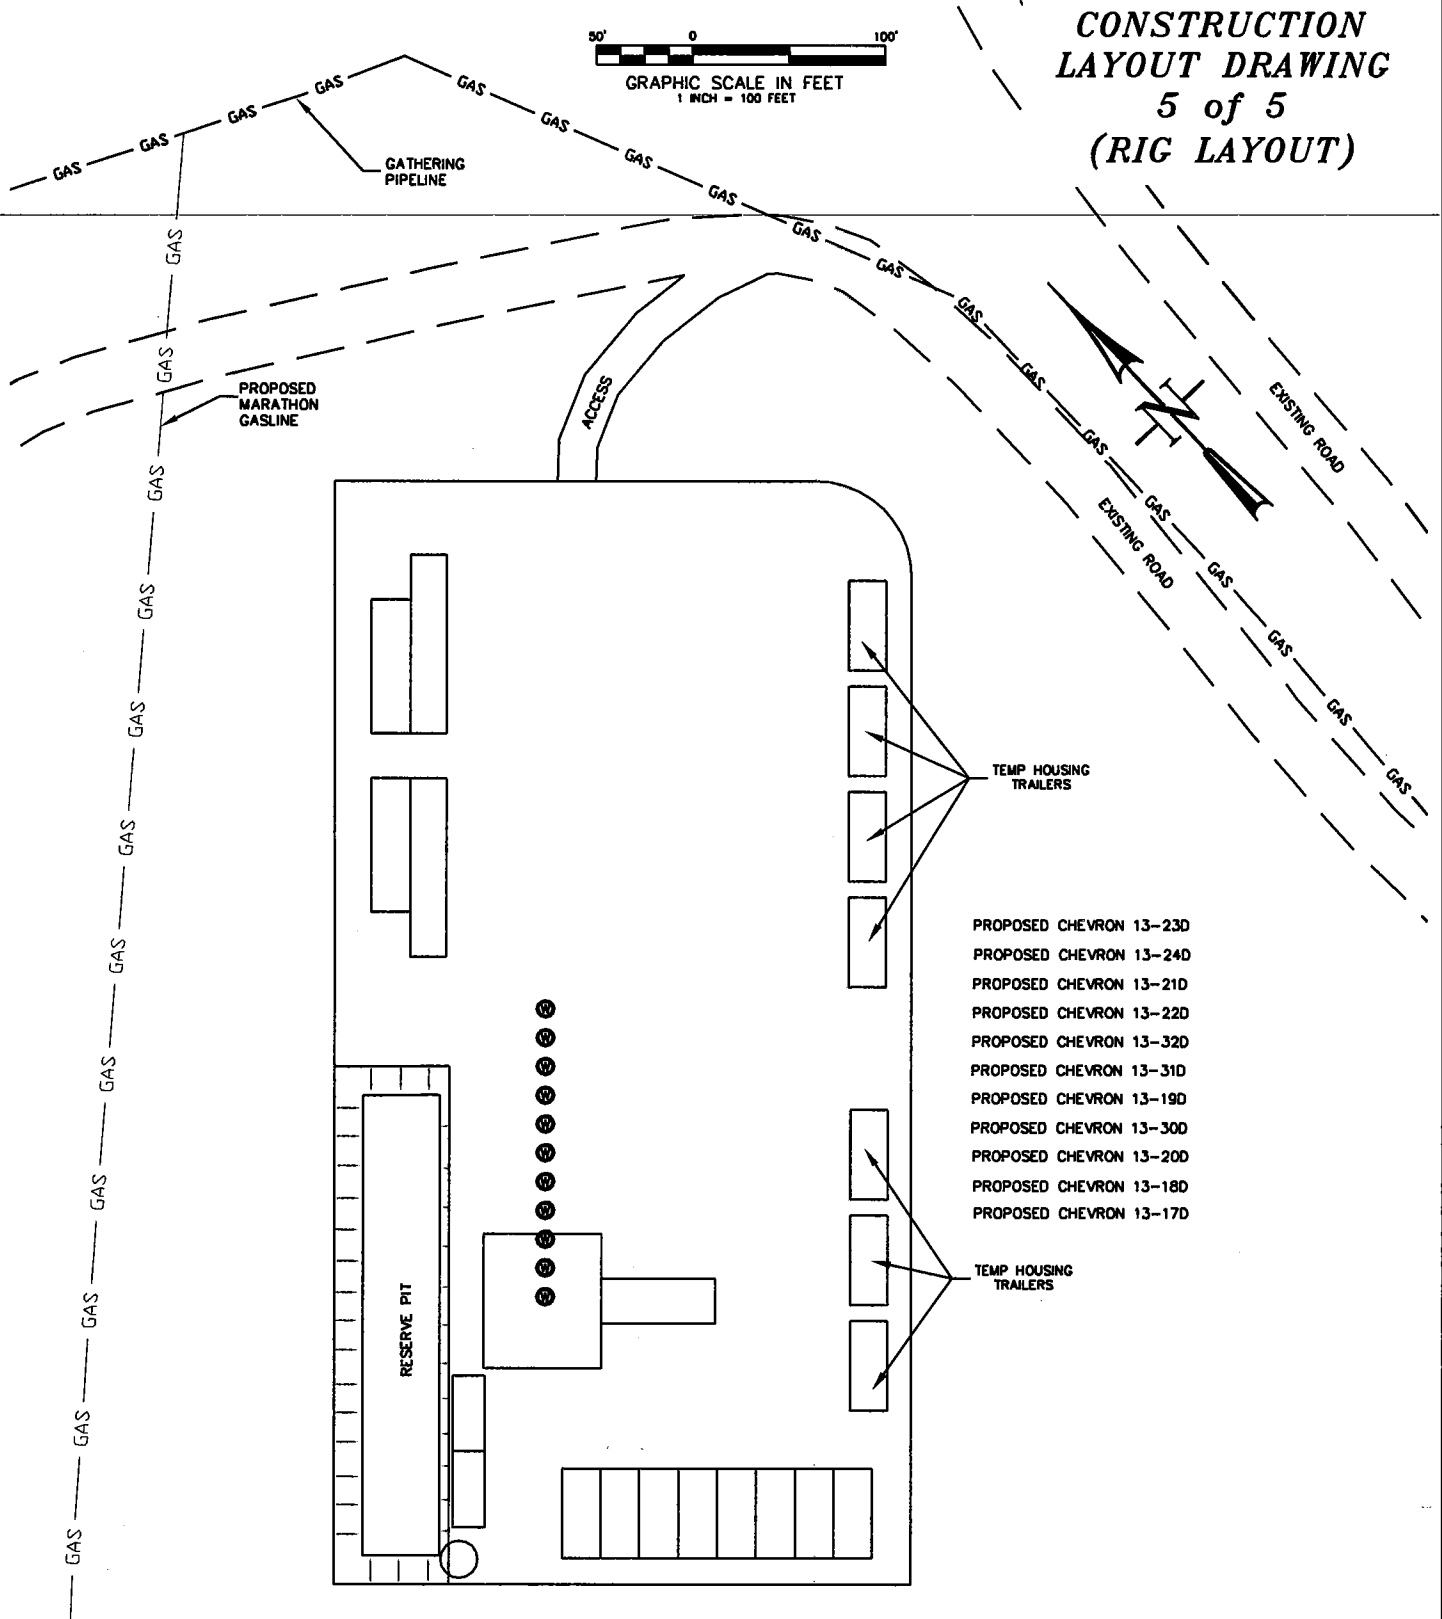 CONSTRUCTION
LAYOUT DRAWING
5 of 5
(RIG LAYOUT)
50' 0 100'
GRAPHIC SCALE IN FEET
1 INCH = 100 FEET
GAS GAS GAS GAS GAS GAS GAS GAS GAS GAS GAS GAS GAS GAS GAS GAS GAS GAS
GATHERING
PIPELINE
GAS GAS GAS GAS GAS GAS GAS GAS GAS GAS GAS GAS
PROPOSED
MARATHON
GASLINE
ACCESS
N
EXISTING ROAD
EXISTING ROAD
TEMP HOUSING
TRAILERS
PROPOSED CHEVRON 13-23D
PROPOSED CHEVRON 13-24D
PROPOSED CHEVRON 13-21D
PROPOSED CHEVRON 13-22D
PROPOSED CHEVRON 13-32D
PROPOSED CHEVRON 13-31D
PROPOSED CHEVRON 13-19D
PROPOSED CHEVRON 13-30D
PROPOSED CHEVRON 13-20D
PROPOSED CHEVRON 13-18D
PROPOSED CHEVRON 13-17D
W
W
W
W
W
W
W
W
W
W
W
TEMP HOUSING
TRAILERS
RESERVE PIT